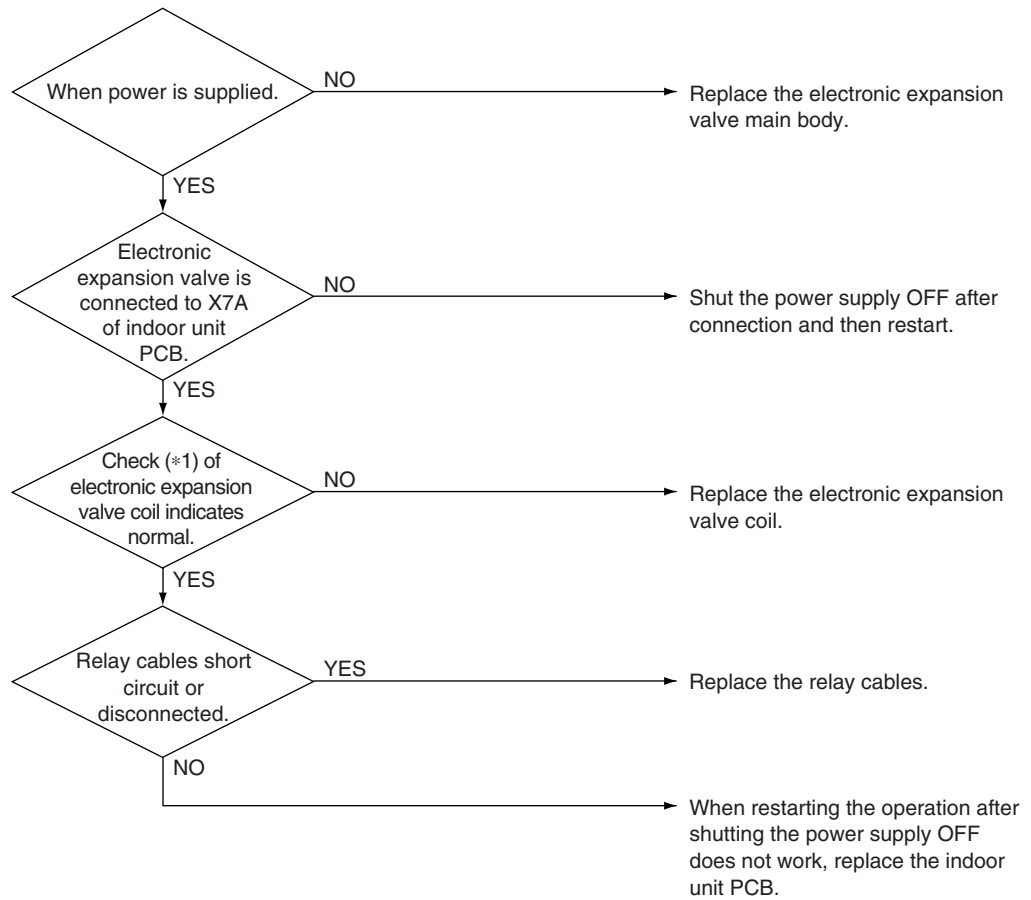 When power is supplied.
NO
Replace the electronic expansion
valve main body.
YES
Electronic
expansion valve is
connected to X7A
of indoor unit
PCB.
NO
Shut the power supply OFF after
connection and then restart.
YES
Check (*1) of
electronic expansion
valve coil indicates
normal.
NO
Replace the electronic expansion
valve coil.
YES
Relay cables short
circuit or
disconnected.
YES
Replace the relay cables.
NO
When restarting the operation after
shutting the power supply OFF
does not work, replace the indoor
unit PCB.